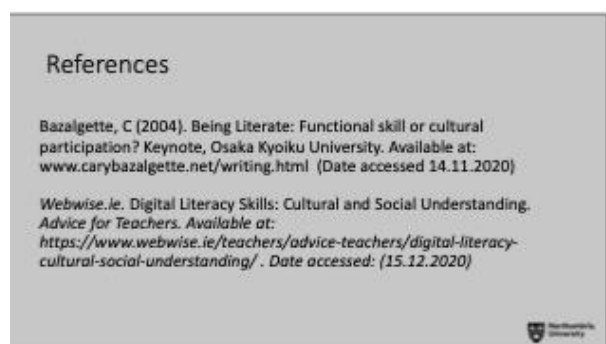 References
Bazalgette, C (2004). Being Literate: Functional skill or cultural
participation? Keynote, Osaka Kyoiku University. Available at:
www.carybazalgette.net/writing.html (Date accessed 14.11.2020)
Webwise.ie. Digital Literacy Skills: Cultural and Social Understanding.
Advice for Teachers. Available at:
https://www.webwise.ie/teachers/advice-teachers/digital-literacy-
cultural-social-understanding/ . Date accessed: (15.12.2020)
Northumbria
University